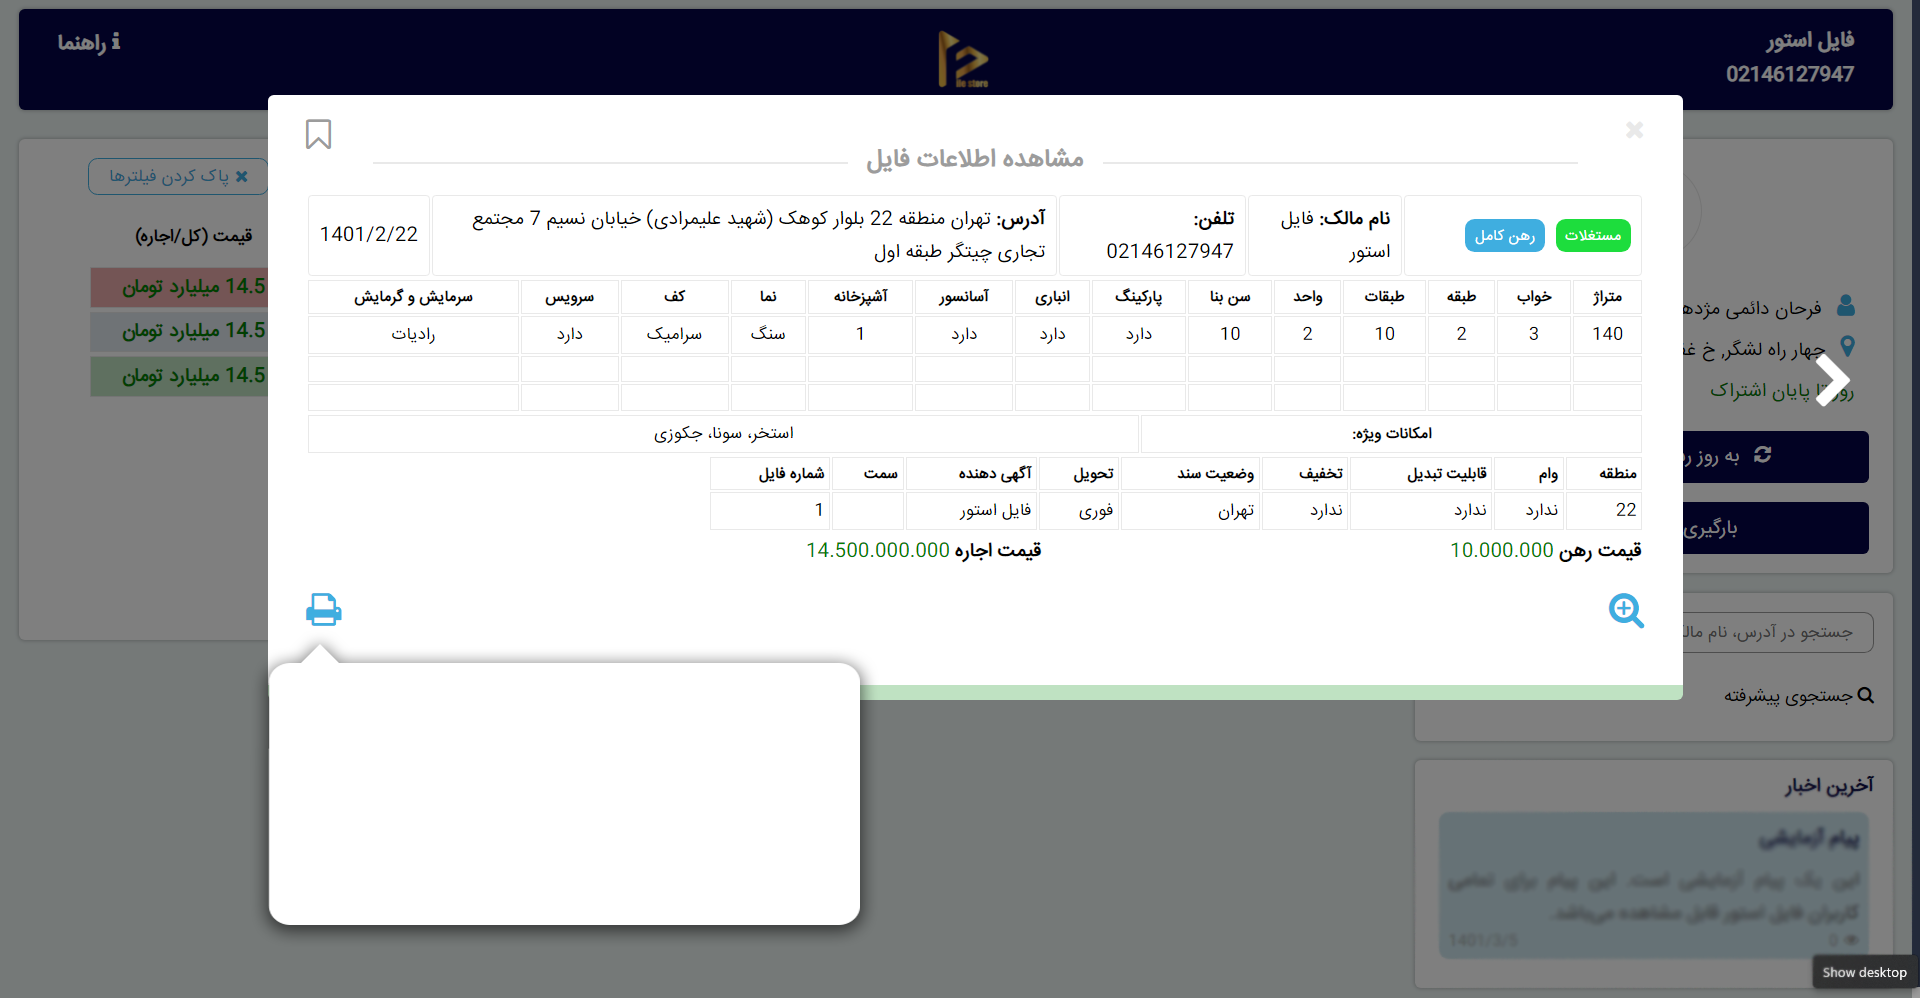 فایل استور
02146127947
راهنما
مشاهده اطلاعات فایل
مستغلات
رهن کامل
نام مالک: فایل
استور
تلفن:
02146127947
آدرس: تهران منطقه 22 بلوار کوهک (شهید علیمرادی) خیابان نسیم 7 مجتمع
تجاری چیتگر طبقه اول
1401/2/22
متراژ خواب طبقه طبقات واحد سن بنا پارکینگ انباری آسانسور آشپزخانه نما کف سرویس سرمایش و گرمایش
140 3 2 10 2 10 دارد دارد دارد 1 سنگ سرامیک دارد رادیات
امکانات ویژه: استخر، سونا، جکوزی
منطقه وام قابلیت تبدیل تخفیف وضعیت سند تحویل آگهی دهنده سمت شماره فایل
22 ندارد ندارد ندارد تهران فوری فایل استور 1
قیمت رهن 10.000.000 قیمت اجاره 14.500.000.000
فرحان دائمی
چهار راه لشگر, خ
تا پایان اشتراک
به روز
بارگیری
جستجو در آدرس، نام
جستجوی پیشرفته
آخرین اخبار
پیام آزمایشی
این یک پیام آزمایشی است. این پیام برای تمامی
کاربران فایل استور قابل مشاهده می‌باشد.
0
1401/3/5
پاک کردن فیلترها
قیمت (کل/اجاره)
14.5 میلیارد تومان
14.5 میلیارد تومان
14.5 میلیارد تومان
Show desktop